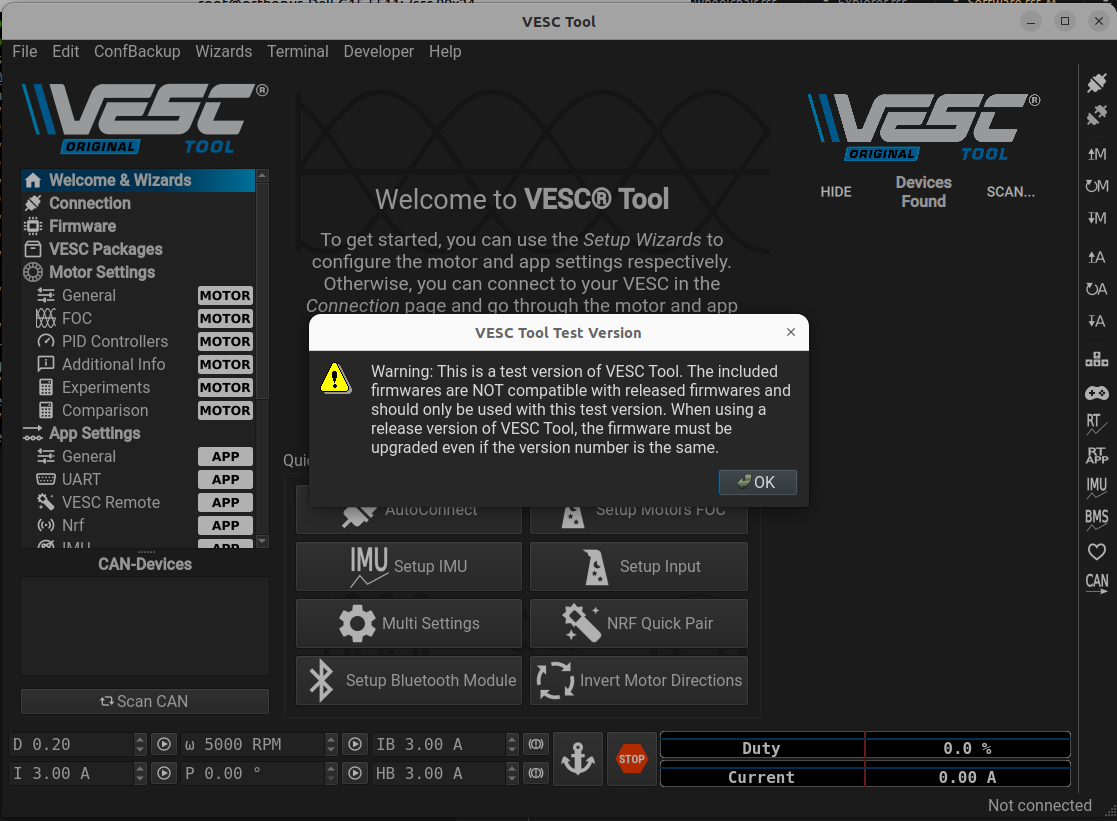 VESC Tool
File Edit ConfBackup Wizards Terminal Developer Help
VESC®
ORIGINAL TOOL
Welcome & Wizards
Connection
Firmware
VESC Packages
Motor Settings
General MOTOR
FOC MOTOR
PID Controllers MOTOR
Additional Info MOTOR
Experiments MOTOR
Comparison MOTOR
App Settings
General APP
UART APP
VESC Remote APP
Nrf APP
IMU APP
CAN-Devices
Scan CAN
Welcome to VESC® Tool
To get started, you can use the Setup Wizards to
configure the motor and app settings respectively.
Otherwise, you can connect to your VESC in the
Connection page and go through the motor and app
VESC Tool Test Version
Warning: This is a test version of VESC Tool. The included
firmwares are NOT compatible with released firmwares and
should only be used with this test version. When using a
release version of VESC Tool, the firmware must be
upgraded even if the version number is the same.
OK
AutoConnect Setup Motors FOC
IMU Setup IMU Setup Input
Multi Settings NRF Quick Pair
Setup Bluetooth Module Invert Motor Directions
VESC®
ORIGINAL TOOL
HIDE Devices Found SCAN...
M
M
M
A
A
A
RT
RT
APP
IMU
BMS
CAN
D 0.20 ω 5000 RPM IB 3.00 A
I 3.00 A P 0.00 ° HB 3.00 A
STOP
Duty 0.0 %
Current 0.00 A
Not connected